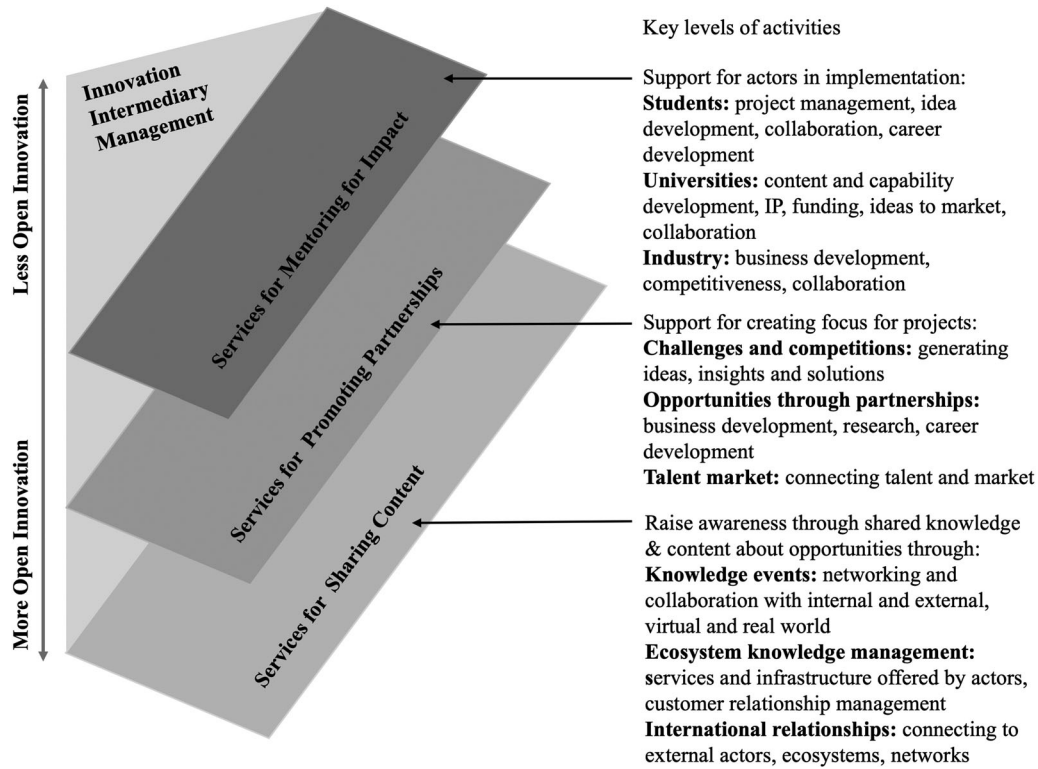 Key levels of activities
Innovation
Intermediary
Management
Less Open Innovation
More Open Innovation
Services for Mentoring for Impact
Support for actors in implementation:
Students: project management, idea
development, collaboration, career
development
Universities: content and capability
development, IP, funding, ideas to market,
collaboration
Industry: business development,
competitiveness, collaboration
Services for Promoting Partnerships
Support for creating focus for projects:
Challenges and competitions: generating
ideas, insights and solutions
Opportunities through partnerships:
business development, research, career
development
Talent market: connecting talent and market
Services for Sharing Content
Raise awareness through shared knowledge
& content about opportunities through:
Knowledge events: networking and
collaboration with internal and external,
virtual and real world
Ecosystem knowledge management:
services and infrastructure offered by actors,
customer relationship management
International relationships: connecting to
external actors, ecosystems, networks